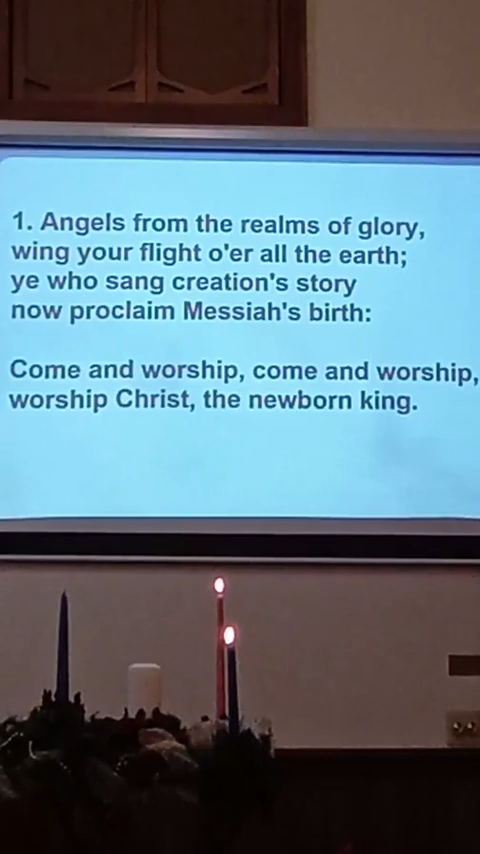 1. Angels from the realms of glory,
wing your flight o'er all the earth;
ye who sang creation's story
now proclaim Messiah's birth:
Come and worship, come and worship,
worship Christ, the newborn king.